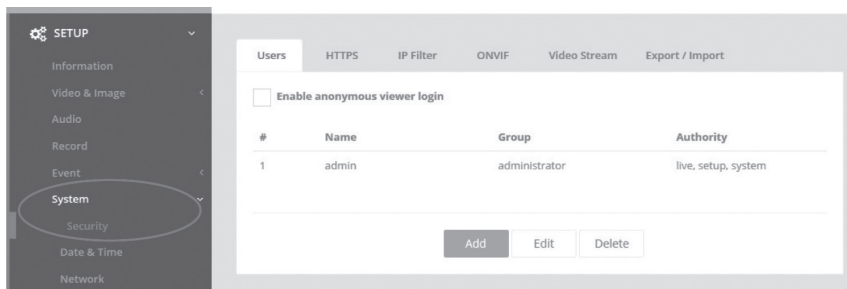 SETUP
Information
Video & Image
Audio
Record
Event
System
Security
Date & Time
Network
Users HTTPS IP Filter ONVIF Video Stream Export / Import
Enable anonymous viewer login
# Name Group Authority
1 admin administrator live, setup, system
Add Edit Delete